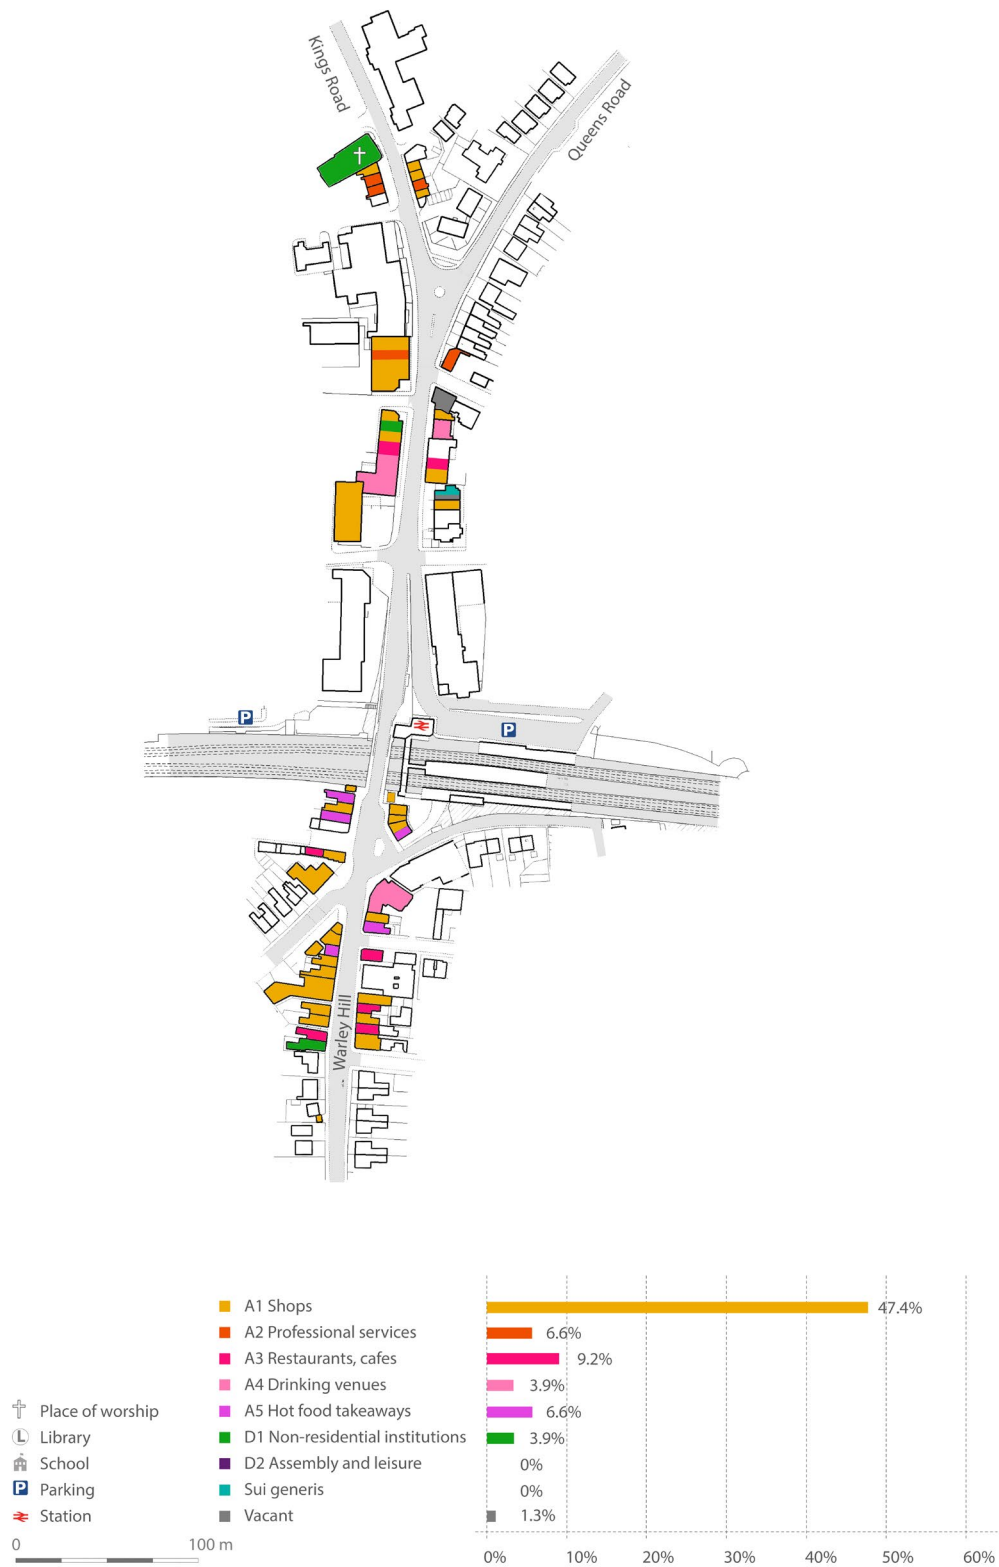 Kings Road
Queens Road
P
P
Warley Hill
A1 Shops 47.4%
A2 Professional services 6.6%
A3 Restaurants, cafes 9.2%
A4 Drinking venues 3.9%
Place of worship
A5 Hot food takeaways 6.6%
L Library
D1 Non-residential institutions 3.9%
School
D2 Assembly and leisure 0%
P Parking
Sui generis 0%
Station
Vacant 1.3%
0 100 m
0% 10% 20% 30% 40% 50% 60%